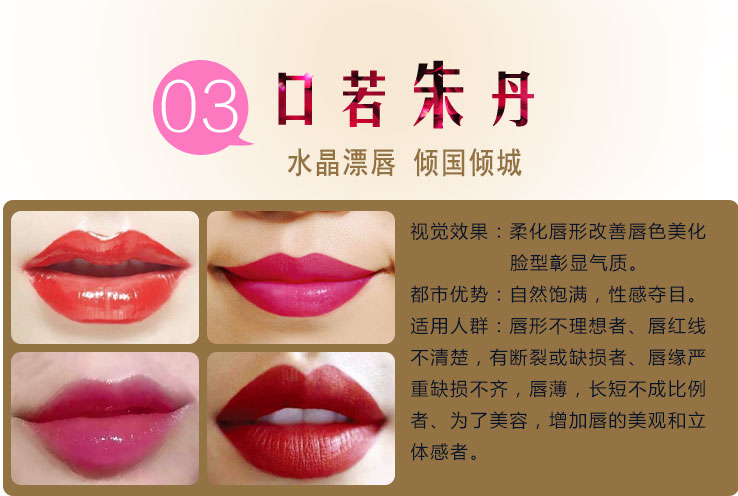 03 口若朱丹
水晶漂唇 倾国倾城
视觉效果：柔化唇形改善唇色美化
脸型彰显气质。
都市优势：自然饱满，性感夺目。
适用人群：唇形不理想者、唇红线
不清楚，有断裂或缺损者、唇缘严
重缺损不齐，唇薄，长短不成比例
者、为了美容，增加唇的美观和立
体感者。